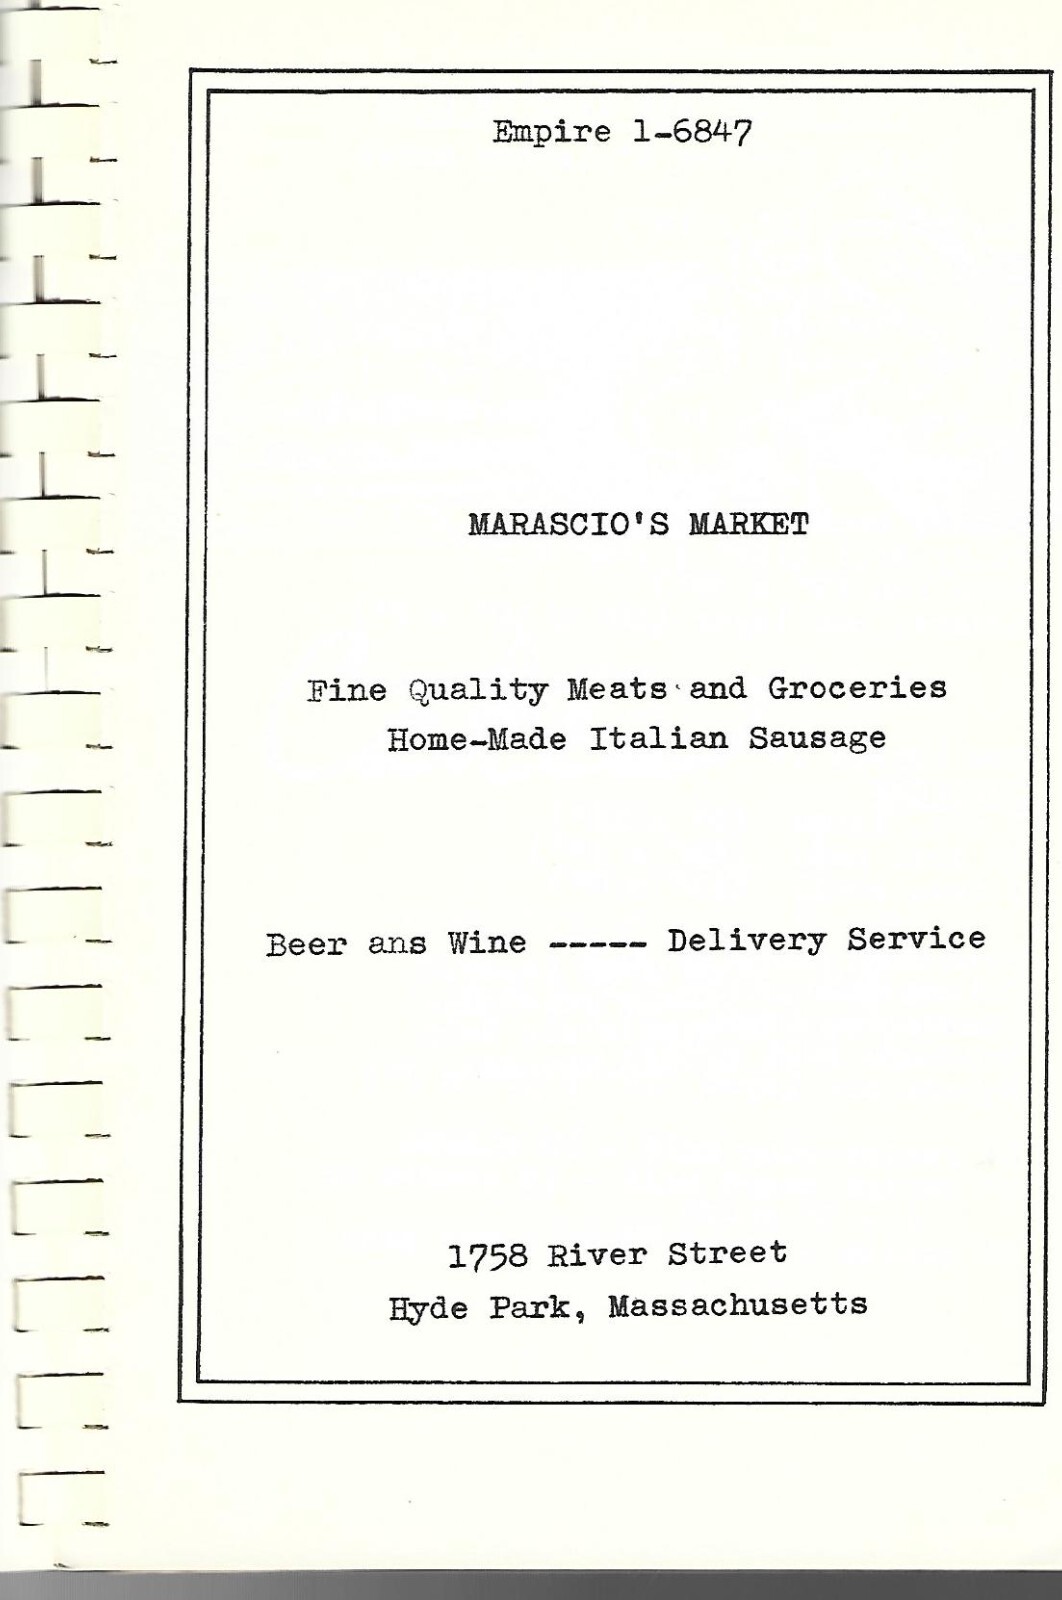 Empire 1-6847
MARASCIO'S MARKET
Fine Quality Meats and Groceries
Home-Made Italian Sausage
Beer ans Wine ----- Delivery Service
1758 River Street
Hyde Park, Massachusetts